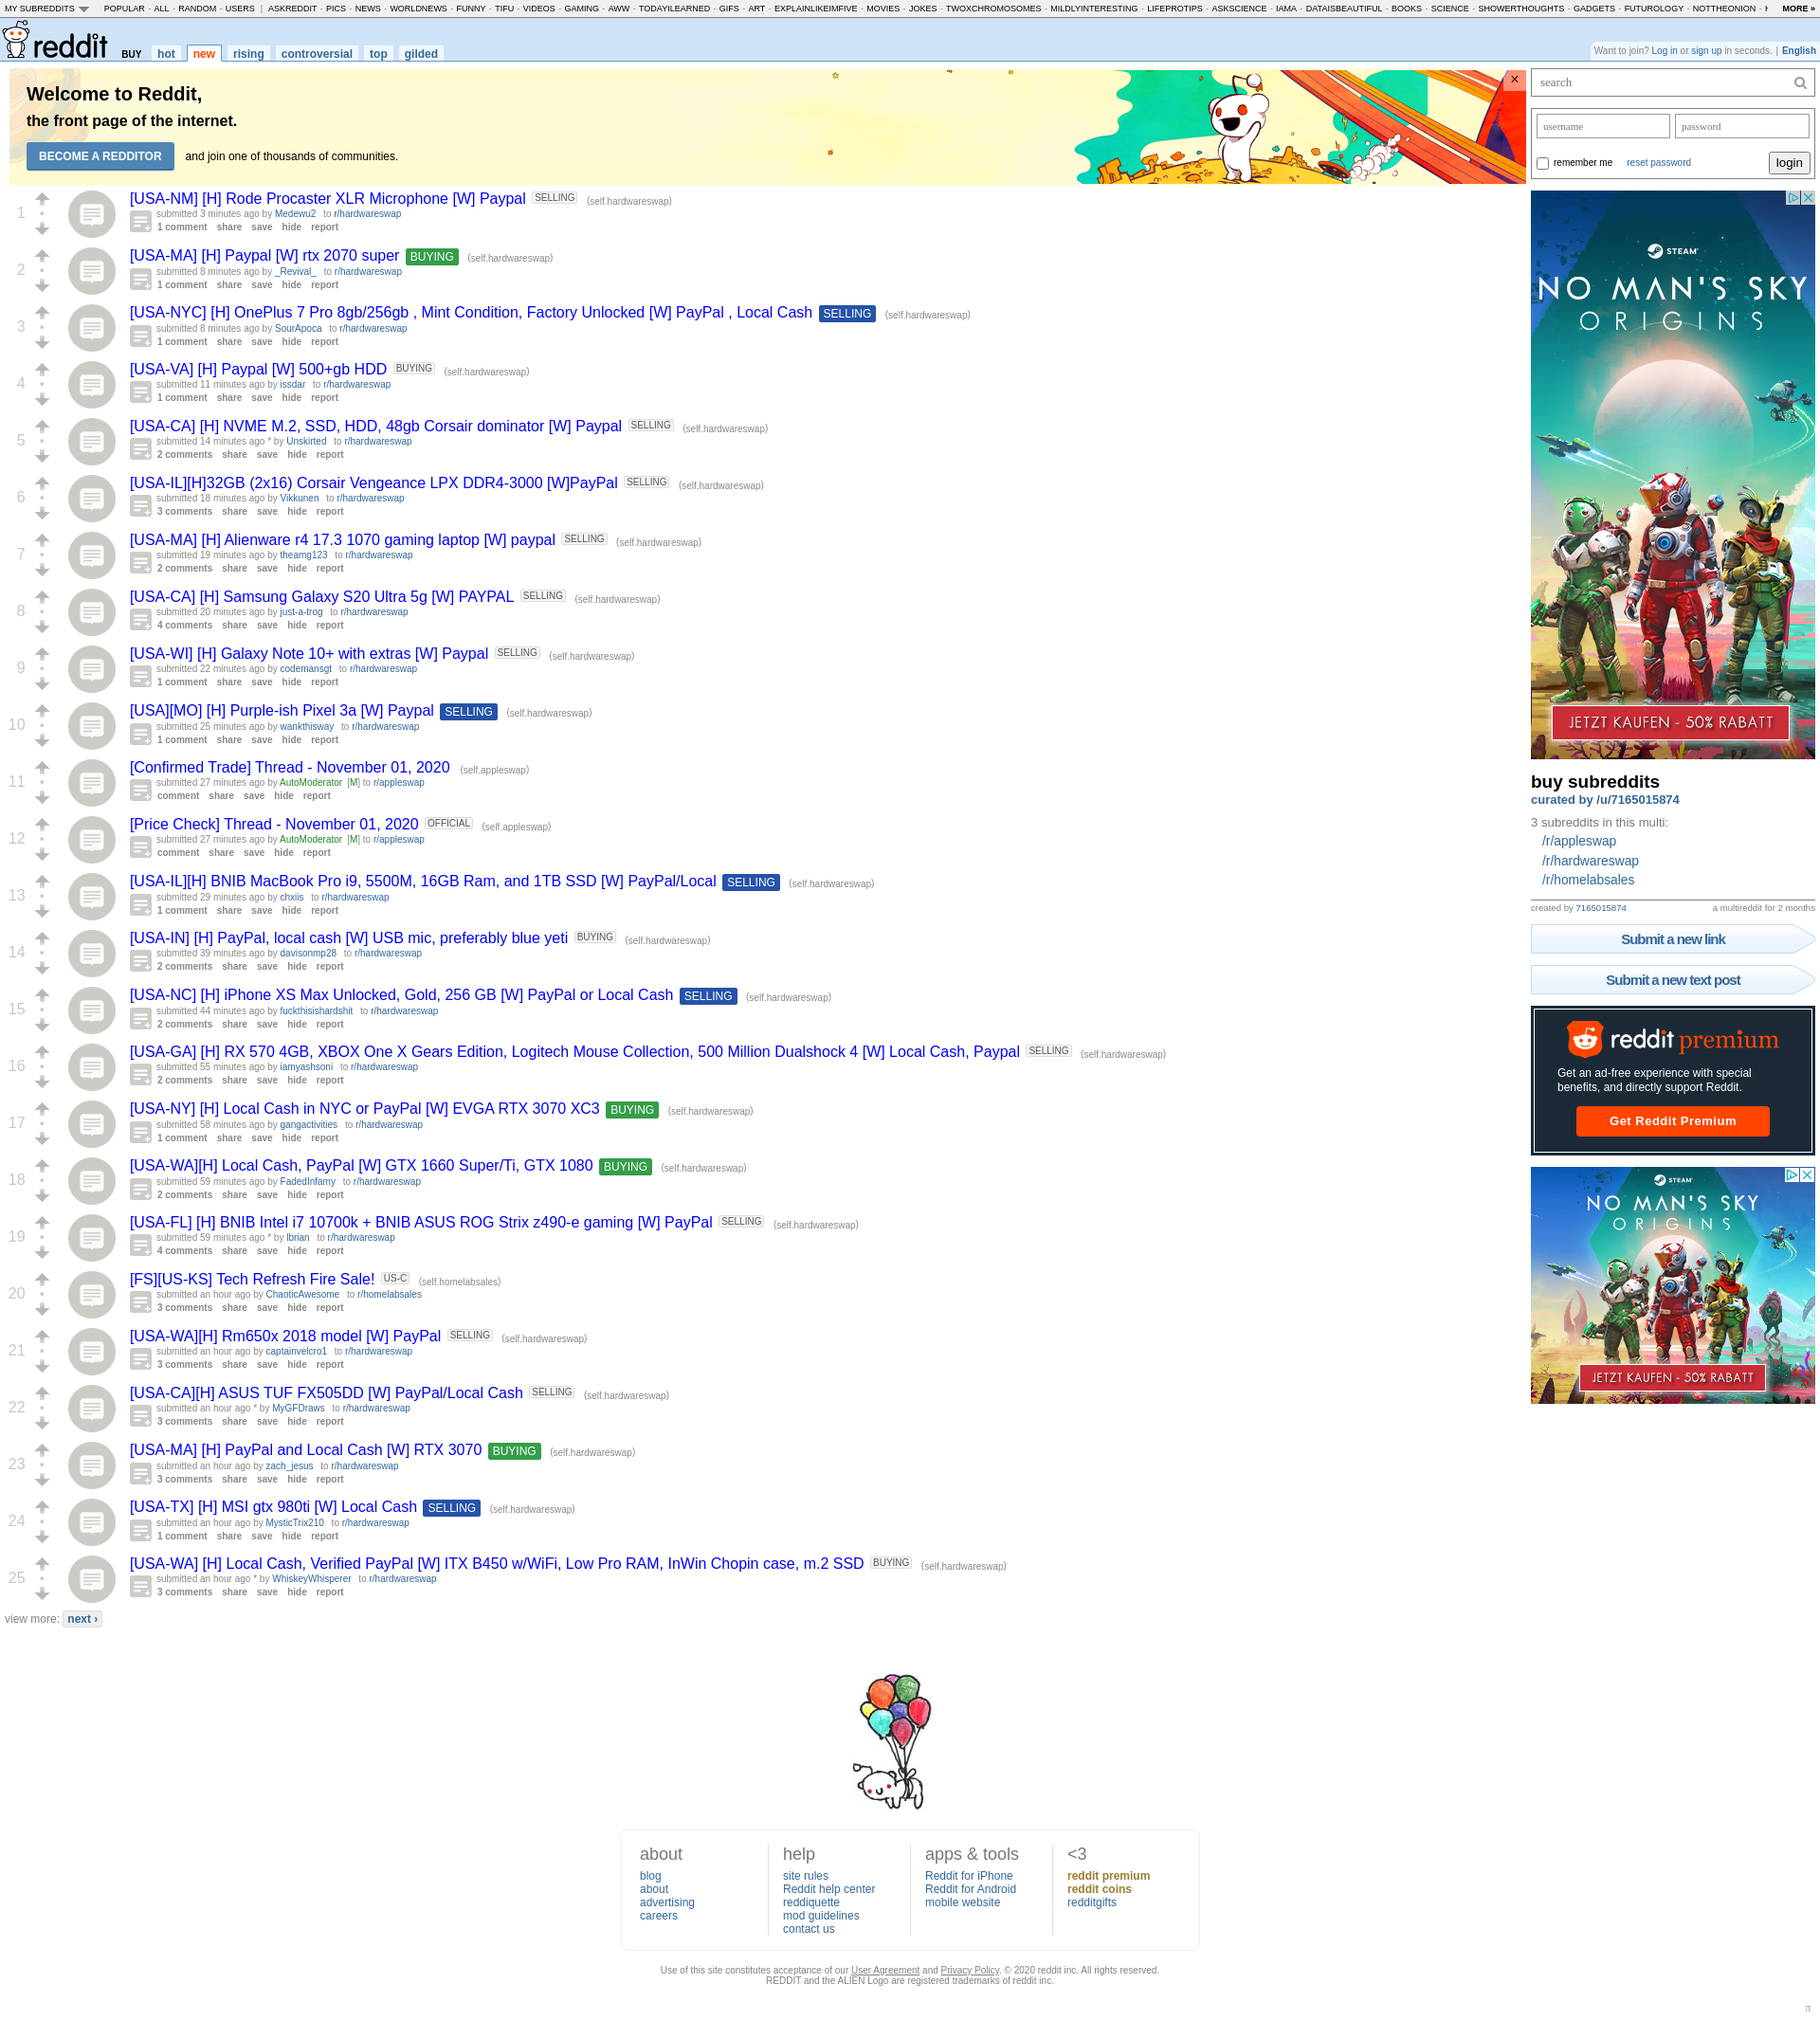 MY SUBREDDITS POPULAR - ALL - RANDOM - USERS | ASKREDDIT - PICS - NEWS - WORLDNEWS - FUNNY - TIFU - VIDEOS - GAMING - AWW - TODAYILEARNED - GIFS - ART - EXPLAINLIKEIMFIVE - MOVIES - JOKES - TWOXCHROMOSOMES - MILDLYINTERESTING - LIFEPROTIPS - ASKSCIENCE - IAMA - DATAISBEAUTIFUL - BOOKS - SCIENCE - SHOWERTHOUGHTS - GADGETS - FUTUROLOGY - NOTTHEONION - MORE »
reddit BUY hot new rising controversial top gilded
Want to join? Log in or sign up in seconds. | English
Welcome to Reddit,
the front page of the internet.
BECOME A REDDITOR and join one of thousands of communities.
×
1
[USA-NM] [H] Rode Procaster XLR Microphone [W] Paypal SELLING (self.hardwareswap)
submitted 3 minutes ago by Medewu2 to r/hardwareswap
1 comment share save hide report
2
[USA-MA] [H] Paypal [W] rtx 2070 super BUYING (self.hardwareswap)
submitted 8 minutes ago by _Revival_ to r/hardwareswap
1 comment share save hide report
3
[USA-NYC] [H] OnePlus 7 Pro 8gb/256gb , Mint Condition, Factory Unlocked [W] PayPal , Local Cash SELLING (self.hardwareswap)
submitted 8 minutes ago by SourApoca to r/hardwareswap
1 comment share save hide report
4
[USA-VA] [H] Paypal [W] 500+gb HDD BUYING (self.hardwareswap)
submitted 11 minutes ago by issdar to r/hardwareswap
1 comment share save hide report
5
[USA-CA] [H] NVME M.2, SSD, HDD, 48gb Corsair dominator [W] Paypal SELLING (self.hardwareswap)
submitted 14 minutes ago * by Unskirted to r/hardwareswap
2 comments share save hide report
6
[USA-IL][H]32GB (2x16) Corsair Vengeance LPX DDR4-3000 [W]PayPal SELLING (self.hardwareswap)
submitted 18 minutes ago by Vikkunen to r/hardwareswap
3 comments share save hide report
7
[USA-MA] [H] Alienware r4 17.3 1070 gaming laptop [W] paypal SELLING (self.hardwareswap)
submitted 19 minutes ago by theamg123 to r/hardwareswap
2 comments share save hide report
8
[USA-CA] [H] Samsung Galaxy S20 Ultra 5g [W] PAYPAL SELLING (self.hardwareswap)
submitted 20 minutes ago by just-a-trog to r/hardwareswap
4 comments share save hide report
9
[USA-WI] [H] Galaxy Note 10+ with extras [W] Paypal SELLING (self.hardwareswap)
submitted 22 minutes ago by codemansgt to r/hardwareswap
1 comment share save hide report
10
[USA][MO] [H] Purple-ish Pixel 3a [W] Paypal SELLING (self.hardwareswap)
submitted 25 minutes ago by wankthisway to r/hardwareswap
1 comment share save hide report
11
[Confirmed Trade] Thread - November 01, 2020 (self.appleswap)
submitted 27 minutes ago by AutoModerator [M] to r/appleswap
comment share save hide report
12
[Price Check] Thread - November 01, 2020 OFFICIAL (self.appleswap)
submitted 27 minutes ago by AutoModerator [M] to r/appleswap
comment share save hide report
13
[USA-IL][H] BNIB MacBook Pro i9, 5500M, 16GB Ram, and 1TB SSD [W] PayPal/Local SELLING (self.hardwareswap)
submitted 29 minutes ago by chxiis to r/hardwareswap
1 comment share save hide report
14
[USA-IN] [H] PayPal, local cash [W] USB mic, preferably blue yeti BUYING (self.hardwareswap)
submitted 39 minutes ago by davisonmp28 to r/hardwareswap
2 comments share save hide report
15
[USA-NC] [H] iPhone XS Max Unlocked, Gold, 256 GB [W] PayPal or Local Cash SELLING (self.hardwareswap)
submitted 44 minutes ago by fuckthisishardshit to r/hardwareswap
2 comments share save hide report
16
[USA-GA] [H] RX 570 4GB, XBOX One X Gears Edition, Logitech Mouse Collection, 500 Million Dualshock 4 [W] Local Cash, Paypal SELLING (self.hardwareswap)
submitted 55 minutes ago by iamyashsoni to r/hardwareswap
2 comments share save hide report
17
[USA-NY] [H] Local Cash in NYC or PayPal [W] EVGA RTX 3070 XC3 BUYING (self.hardwareswap)
submitted 58 minutes ago by gangactivities to r/hardwareswap
1 comment share save hide report
18
[USA-WA][H] Local Cash, PayPal [W] GTX 1660 Super/Ti, GTX 1080 BUYING (self.hardwareswap)
submitted 59 minutes ago by FadedInfamy to r/hardwareswap
2 comments share save hide report
19
[USA-FL] [H] BNIB Intel i7 10700k + BNIB ASUS ROG Strix z490-e gaming [W] PayPal SELLING (self.hardwareswap)
submitted 59 minutes ago * by lbrian to r/hardwareswap
4 comments share save hide report
20
[FS][US-KS] Tech Refresh Fire Sale! US-C (self.homelabsales)
submitted an hour ago by ChaoticAwesome to r/homelabsales
3 comments share save hide report
21
[USA-WA][H] Rm650x 2018 model [W] PayPal SELLING (self.hardwareswap)
submitted an hour ago by captainvelcro1 to r/hardwareswap
3 comments share save hide report
22
[USA-CA][H] ASUS TUF FX505DD [W] PayPal/Local Cash SELLING (self.hardwareswap)
submitted an hour ago * by MyGFDraws to r/hardwareswap
3 comments share save hide report
23
[USA-MA] [H] PayPal and Local Cash [W] RTX 3070 BUYING (self.hardwareswap)
submitted an hour ago by zach_jesus to r/hardwareswap
3 comments share save hide report
24
[USA-TX] [H] MSI gtx 980ti [W] Local Cash SELLING (self.hardwareswap)
submitted an hour ago by MysticTrix210 to r/hardwareswap
1 comment share save hide report
25
[USA-WA] [H] Local Cash, Verified PayPal [W] ITX B450 w/WiFi, Low Pro RAM, InWin Chopin case, m.2 SSD BUYING (self.hardwareswap)
submitted an hour ago * by WhiskeyWhisperer to r/hardwareswap
3 comments share save hide report
view more: next ›
search
username password
remember me reset password login
STEAM
NO MAN'S SKY
ORIGINS
JETZT KAUFEN - 50% RABATT
buy subreddits
curated by /u/7165015874
3 subreddits in this multi:
/r/appleswap
/r/hardwareswap
/r/homelabsales
created by 7165015874 a multireddit for 2 months
Submit a new link
Submit a new text post
reddit premium
Get an ad-free experience with special
benefits, and directly support Reddit.
Get Reddit Premium
STEAM
NO MAN'S SKY
ORIGINS
JETZT KAUFEN - 50% RABATT
about
blog
about
advertising
careers
help
site rules
Reddit help center
reddiquette
mod guidelines
contact us
apps & tools
Reddit for iPhone
Reddit for Android
mobile website
<3
reddit premium
reddit coins
redditgifts
Use of this site constitutes acceptance of our User Agreement and Privacy Policy. © 2020 reddit inc. All rights reserved.
REDDIT and the ALIEN Logo are registered trademarks of reddit inc.
π